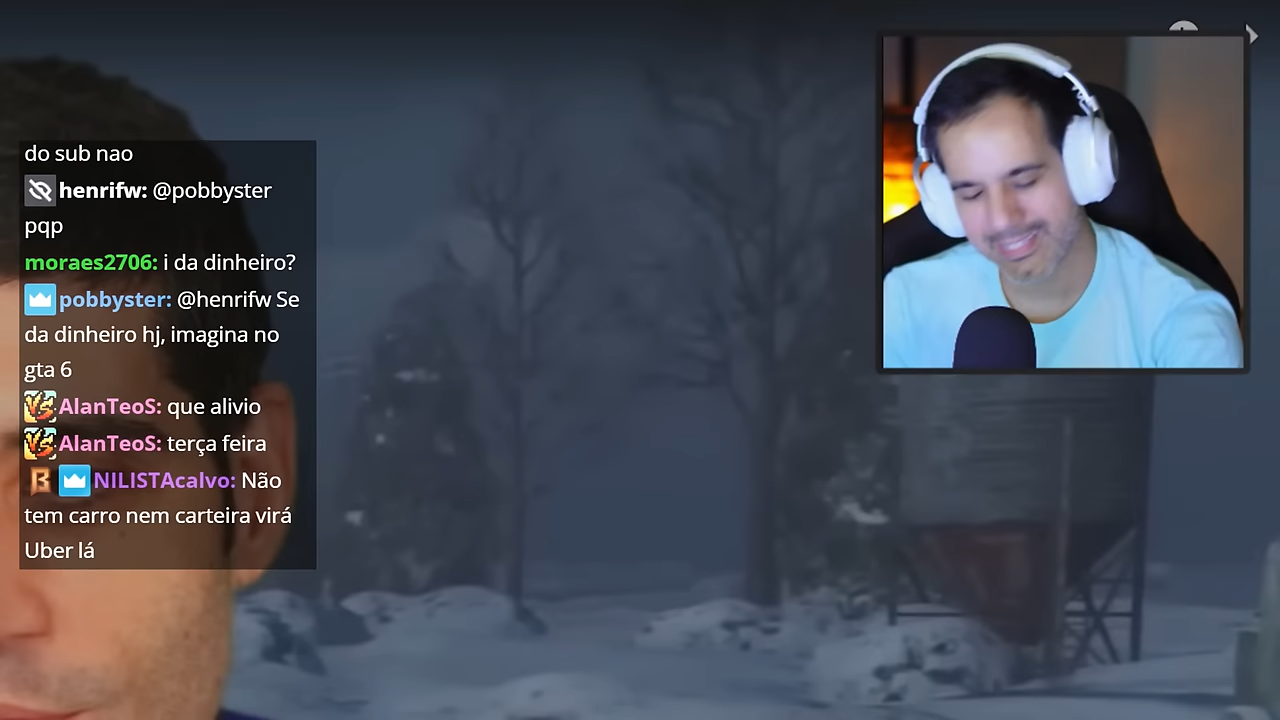 do sub nao
henrifw: @pobbyster
pqp
moraes2706: i da dinheiro?
pobbyster: @henrifw Se
da dinheiro hj, imagina no
gta 6
AlanTeoS: que alivio
AlanTeoS: terça feira
NILISTAcalvo: Não
tem carro nem carteira virá
Uber lá